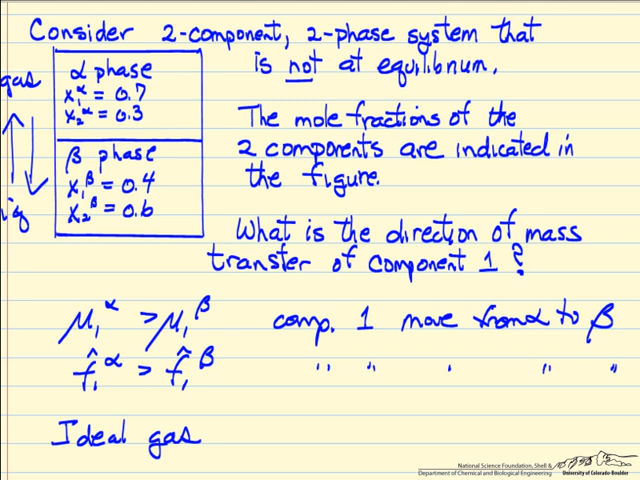 Consider 2-component, 2-phase system that
is not at equilibrium.
gas
α phase
x₁^α = 0.7
x₂^α = 0.3
β phase
x₁^β = 0.4
x₂^β = 0.6
liq
The mole fractions of the
2 components are indicated in
the figure.
What is the direction of mass
transfer of component 1?
μ₁^α > μ₁^β comp. 1 move from α to β
f̂₁^α > f̂₁^β " " " " "
Ideal gas
National Science Foundation, Shell &
Department of Chemical and Biological Engineering
University of Colorado-Boulder